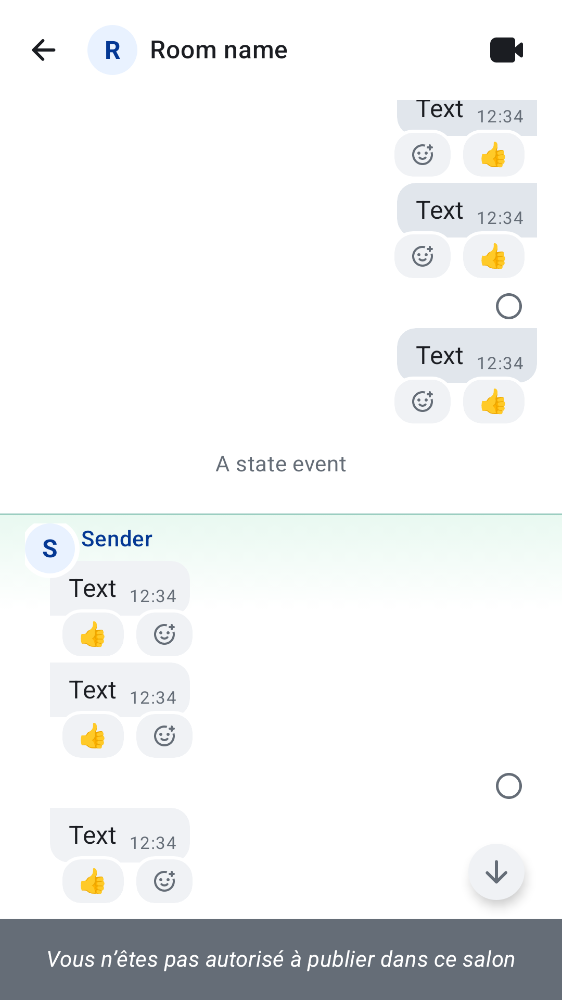 R Room name
Text 12:34
Text 12:34
Text 12:34
A state event
S Sender
Text 12:34
Text 12:34
Text 12:34
Vous n'êtes pas autorisé à publier dans ce salon